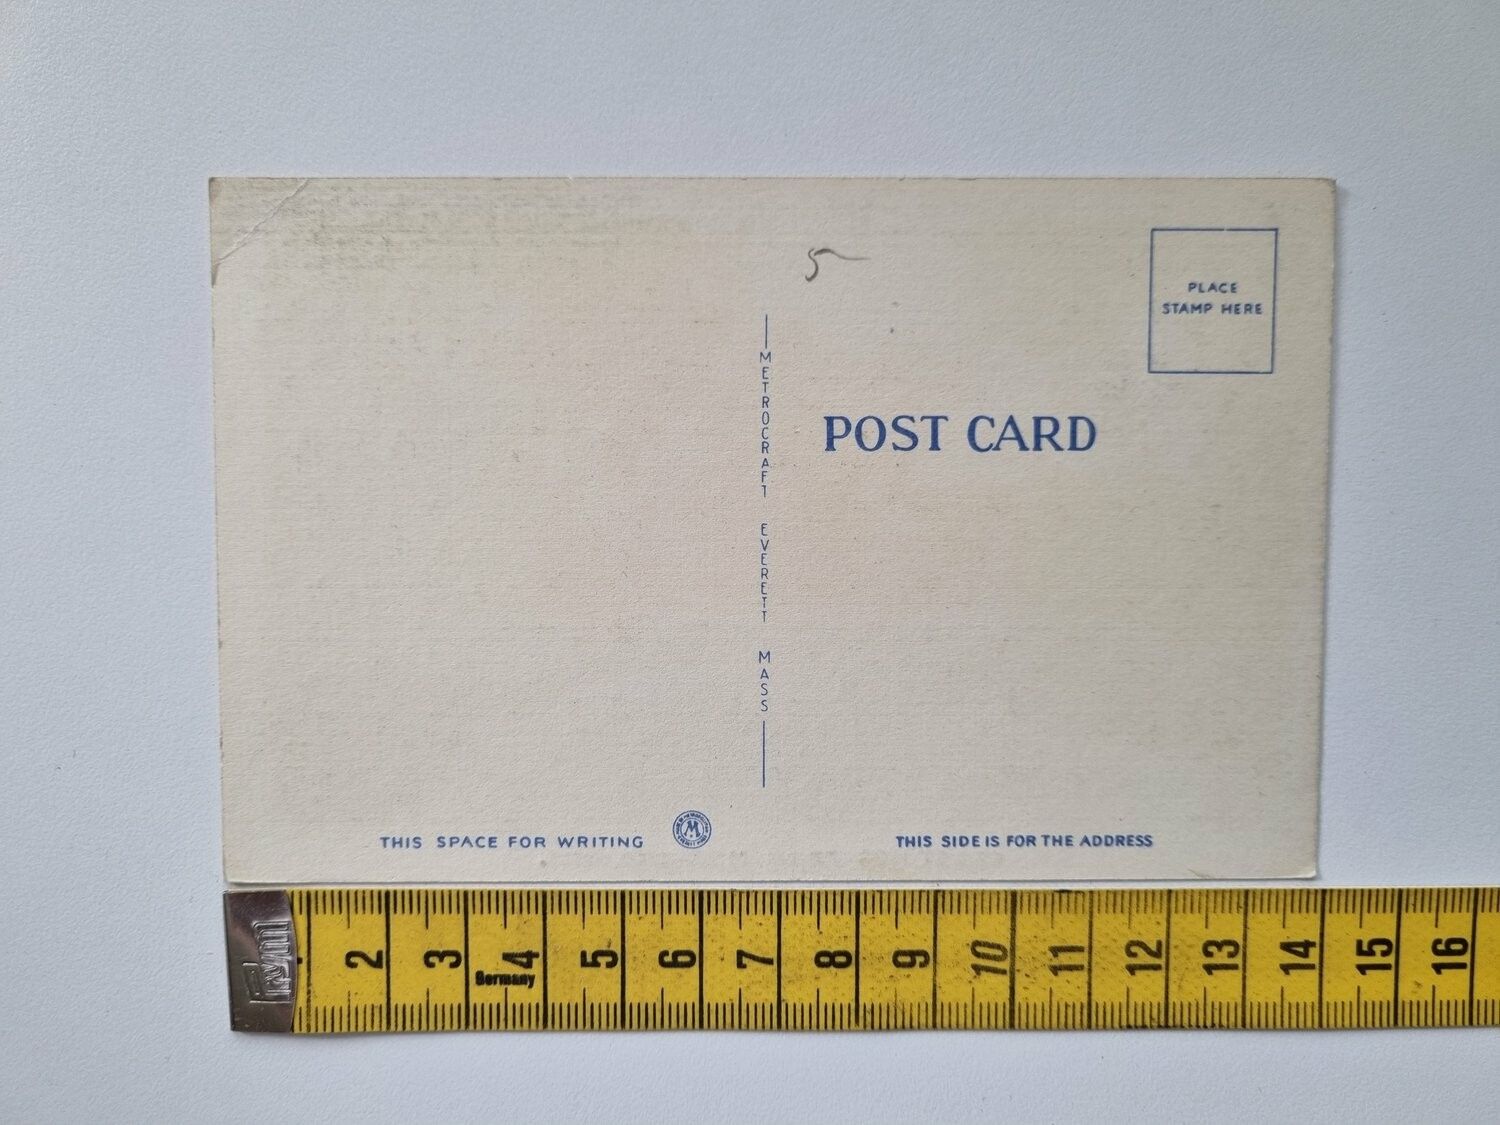 5
PLACE
STAMP HERE
POST CARD
METROCRAFT EVERETT MASS
THIS SPACE FOR WRITING
W
THIS SIDE IS FOR THE ADDRESS
Prym
2 3 4 5 6 7 8 9 10 11 12 13 14 15 16
Germany